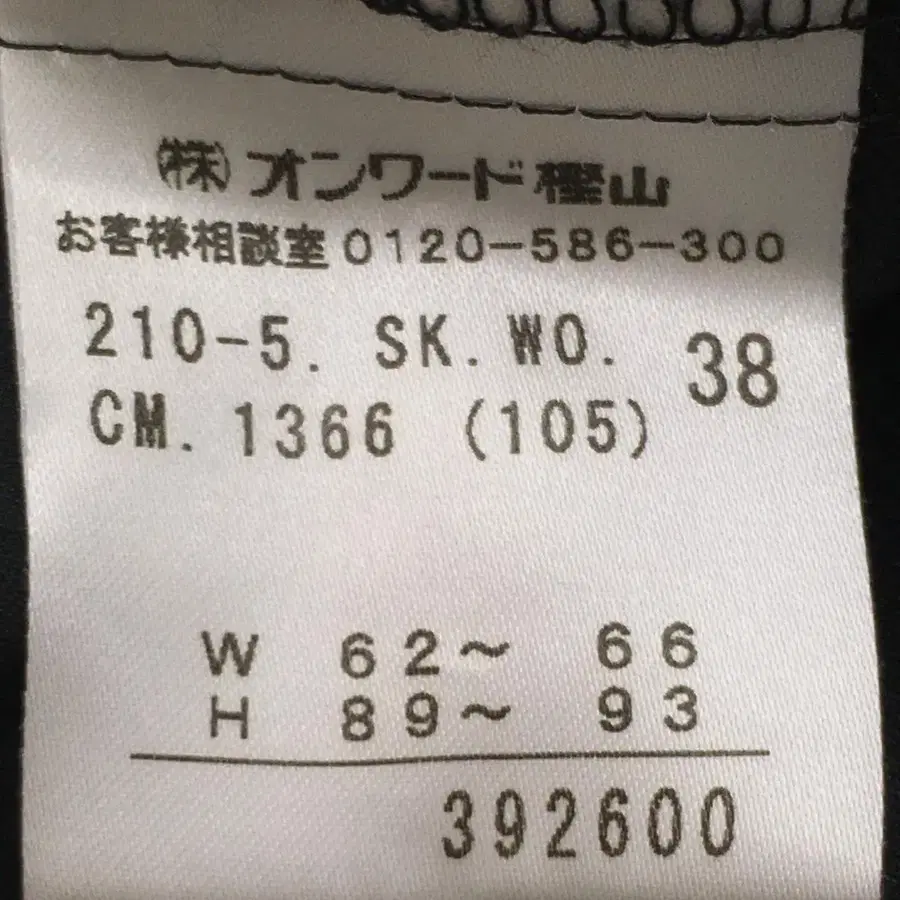 ㈱オンワード樫山
お客様相談室0120-586-300
210-5. SK. WO. 38
CM. 1366 (105)
W 62~ 66
H 89~ 93
392600